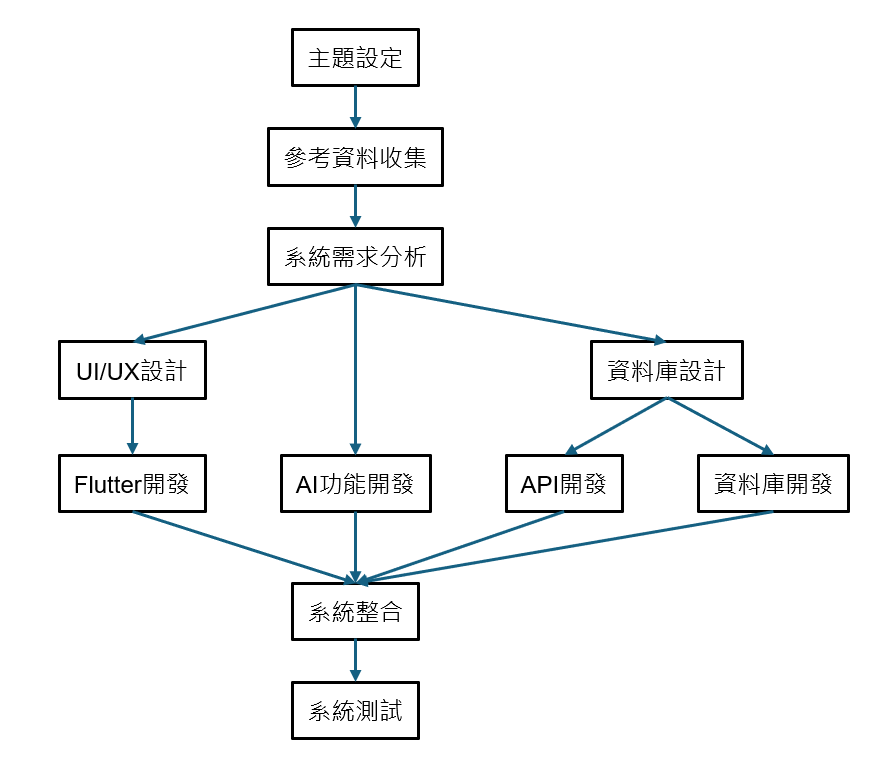 主題設定
參考資料收集
系統需求分析
UI/UX設計
資料庫設計
Flutter開發
AI功能開發
API開發
資料庫開發
系統整合
系統測試